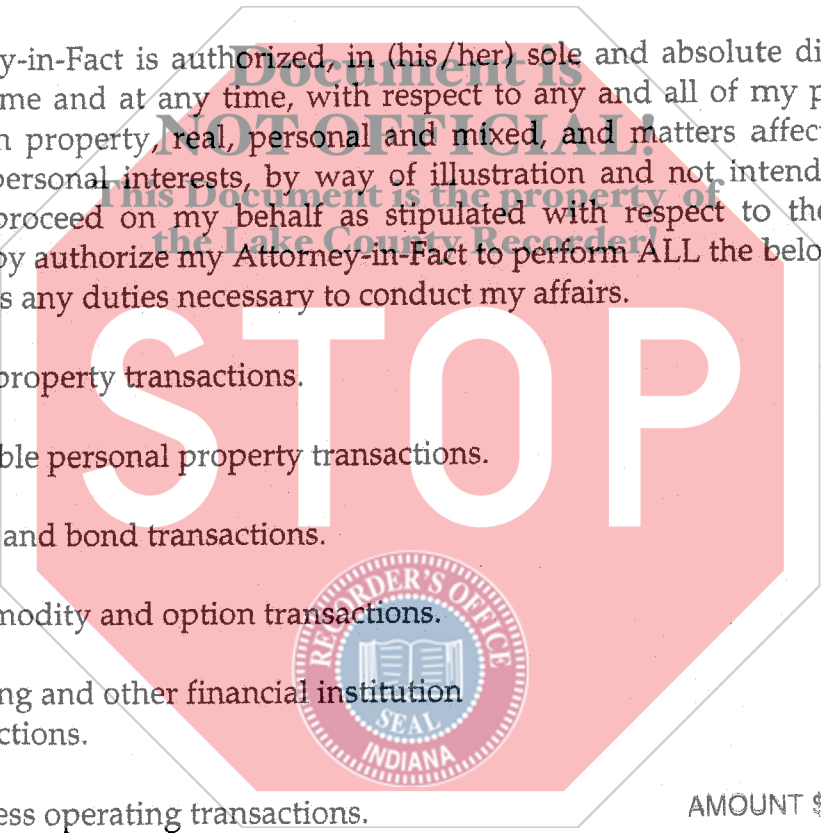 y-in-Fact is authorized, in (his/her) sole and absolute di
me and at any time, with respect to any and all of my p
n property, real, personal and mixed, and matters affec
personal interests, by way of illustration and not intend
proceed on my behalf as stipulated with respect to the
by authorize my Attorney-in-Fact to perform ALL the belo
s any duties necessary to conduct my affairs.
Document is
NOT OFFICIAL!
This Document is the property of
the Lake County Recorder!
STOP
property transactions.
ble personal property transactions.
and bond transactions.
modity and option transactions.
ng and other financial institution
ctions.
ess operating transactions.
RECORDER'S OFFICE
SEAL
INDIANA
AMOUNT $